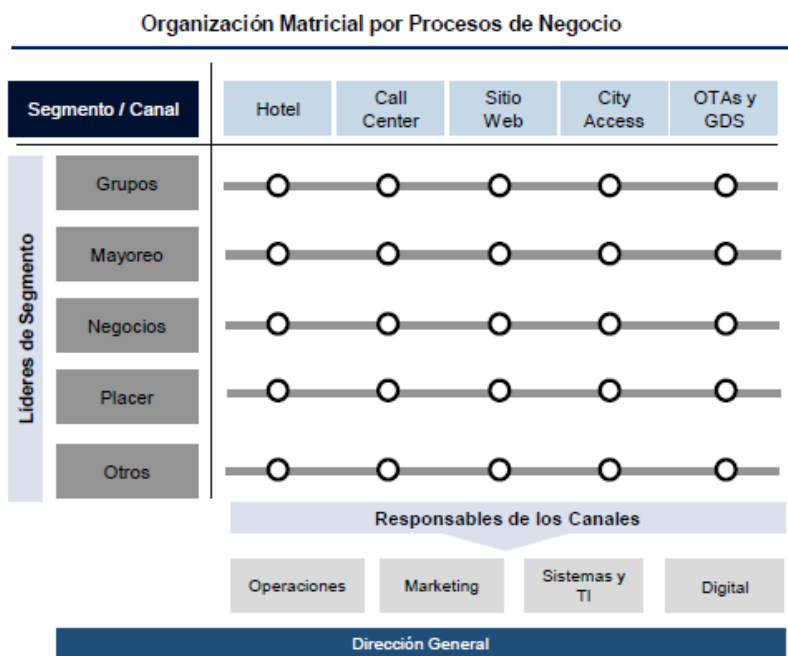 Organización Matricial por Procesos de Negocio
Segmento / Canal
Hotel
Call
Center
Sitio
Web
City
Access
OTAs y
GDS
Líderes de Segmento
Grupos
Mayoreo
Negocios
Placer
Otros
Responsables de los Canales
Operaciones
Marketing
Sistemas y
TI
Digital
Dirección General